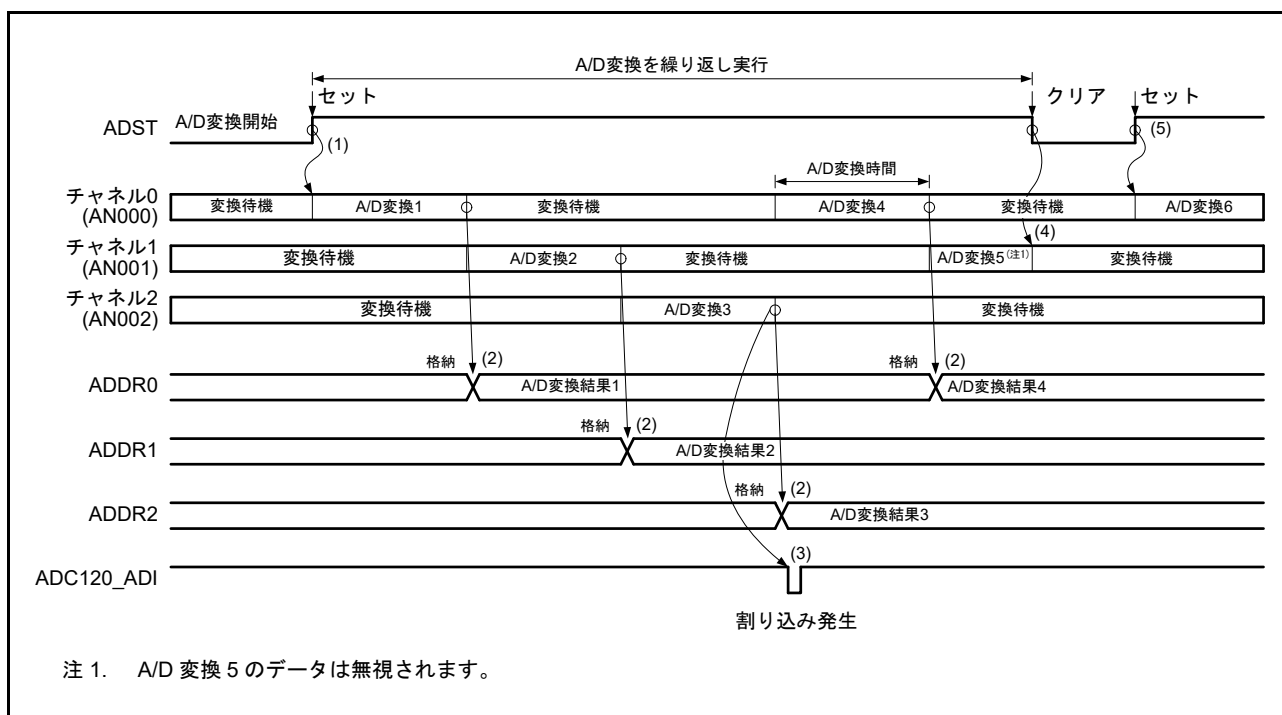 A/D変換を繰り返し実行
セット
クリア
セット
ADST
A/D変換開始
(1)
(5)
A/D変換時間
チャネル0
(AN000)
変換待機
A/D変換1
変換待機
A/D変換4
変換待機
A/D変換6
(4)
チャネル1
(AN001)
変換待機
A/D変換2
変換待機
A/D変換5(注1)
変換待機
チャネル2
(AN002)
変換待機
A/D変換3
変換待機
格納 (2)
格納 (2)
ADDR0
A/D変換結果1
A/D変換結果4
格納 (2)
ADDR1
A/D変換結果2
格納 (2)
ADDR2
A/D変換結果3
(3)
ADC120_ADI
割り込み発生
注 1. A/D 変換 5 のデータは無視されます。